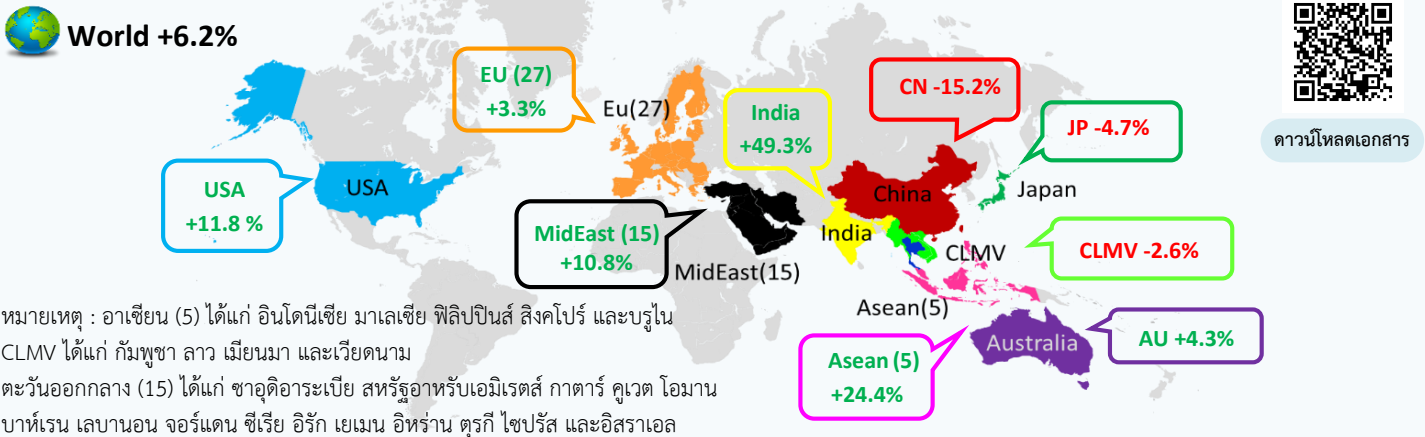 World +6.2%
EU (27)
+3.3%
Eu(27)
India
+49.3%
CN -15.2%
JP -4.7%
ดาวน์โหลดเอกสาร
USA
+11.8 %
USA
China
Japan
MidEast (15)
+10.8%
MidEast(15)
India
CLMV
CLMV -2.6%
Asean(5)
Australia
AU +4.3%
Asean (5)
+24.4%
หมายเหตุ : อาเซียน (5) ได้แก่ อินโดนีเซีย มาเลเซีย ฟิลิปปินส์ สิงคโปร์ และบรูไน
CLMV ได้แก่ กัมพูชา ลาว เมียนมา และเวียดนาม
ตะวันออกกลาง (15) ได้แก่ ซาอุดิอาระเบีย สหรัฐอาหรับเอมิเรตส์ กาตาร์ คูเวต โอมาน
บาห์เรน เลบานอน จอร์แดน ซีเรีย อิรัก เยเมน อิหร่าน ตุรกี ไซปรัส และอิสราเอล